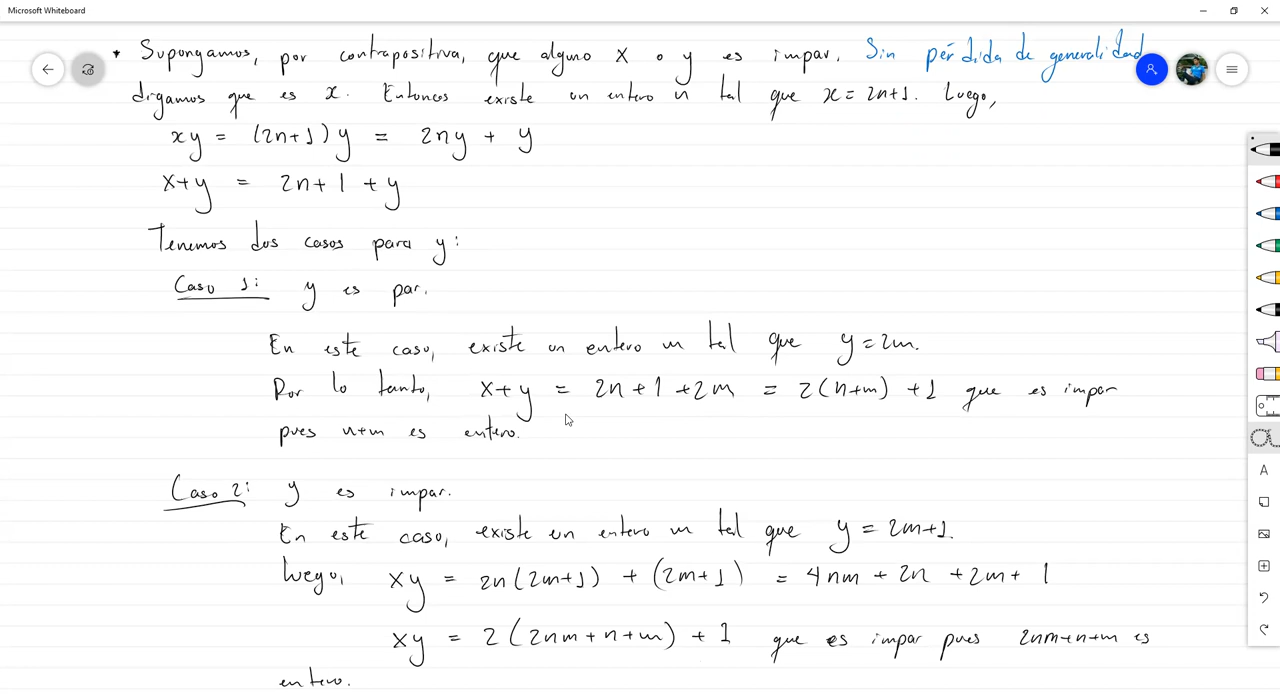 Microsoft Whiteboard
* Supongamos, por contrapositiva, que alguno x o y es impar. Sin pérdida de generalidad
digamos que es x. Entonces existe un entero n tal que x = 2n+1. Luego,
xy = (2n+1)y = 2ny + y
x+y = 2n+1 + y
Tenemos dos casos para y:
Caso 1: y es par.
En este caso, existe un entero m tal que y = 2m.
Por lo tanto, x+y = 2n + 1 + 2m = 2(n+m) + 1 que es impar
pues n+m es entero.
Caso 2: y es impar.
En este caso, existe un entero m tal que y = 2m+1.
Luego, xy = 2n(2m+1) + (2m+1) = 4nm + 2n + 2m + 1
xy = 2(2nm + n + m) + 1 que es impar pues 2nm+n+m es
entero.
A